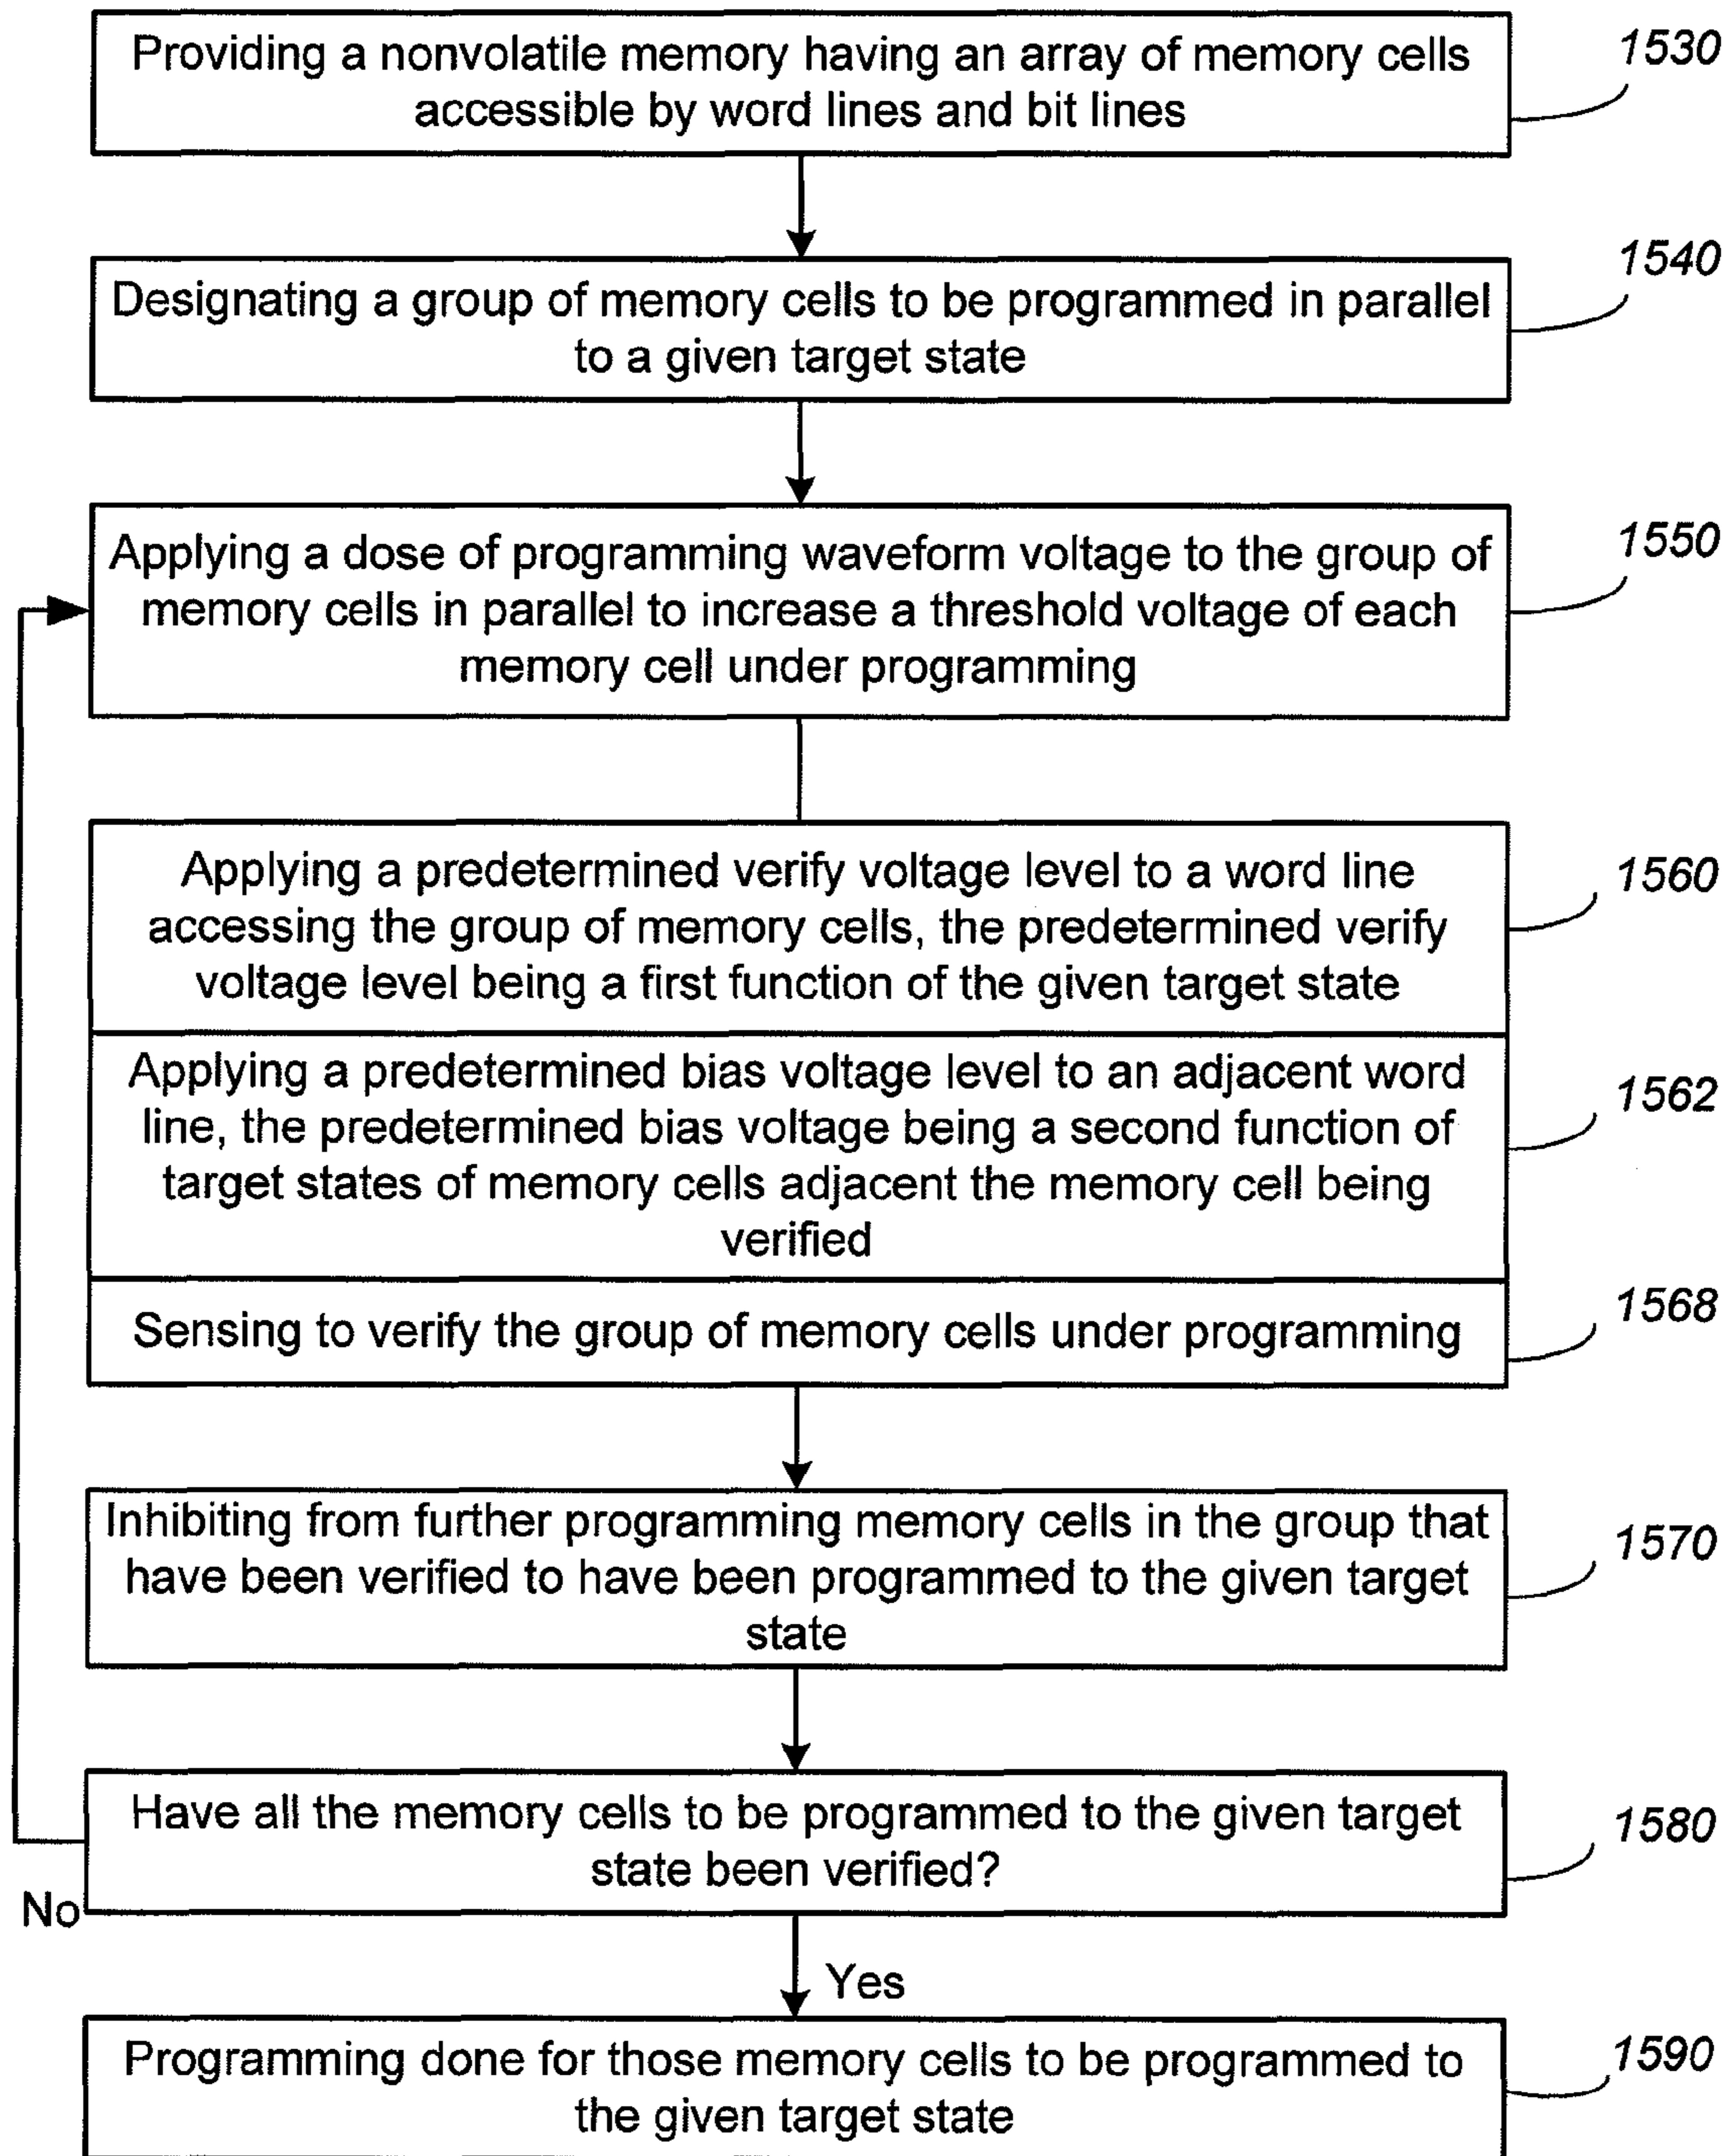 Providing a nonvolatile memory having an array of memory cells
accessible by word lines and bit lines
1530
Designating a group of memory cells to be programmed in parallel
to a given target state
1540
Applying a dose of programming waveform voltage to the group of
memory cells in parallel to increase a threshold voltage of each
memory cell under programming
1550
Applying a predetermined verify voltage level to a word line
accessing the group of memory cells, the predetermined verify
voltage level being a first function of the given target state
1560
Applying a predetermined bias voltage level to an adjacent word
line, the predetermined bias voltage being a second function of
target states of memory cells adjacent the memory cell being
verified
1562
Sensing to verify the group of memory cells under programming
1568
Inhibiting from further programming memory cells in the group that
have been verified to have been programmed to the given target
state
1570
Have all the memory cells to be programmed to the given target
state been verified?
1580
No
Yes
Programming done for those memory cells to be programmed to
the given target state
1590